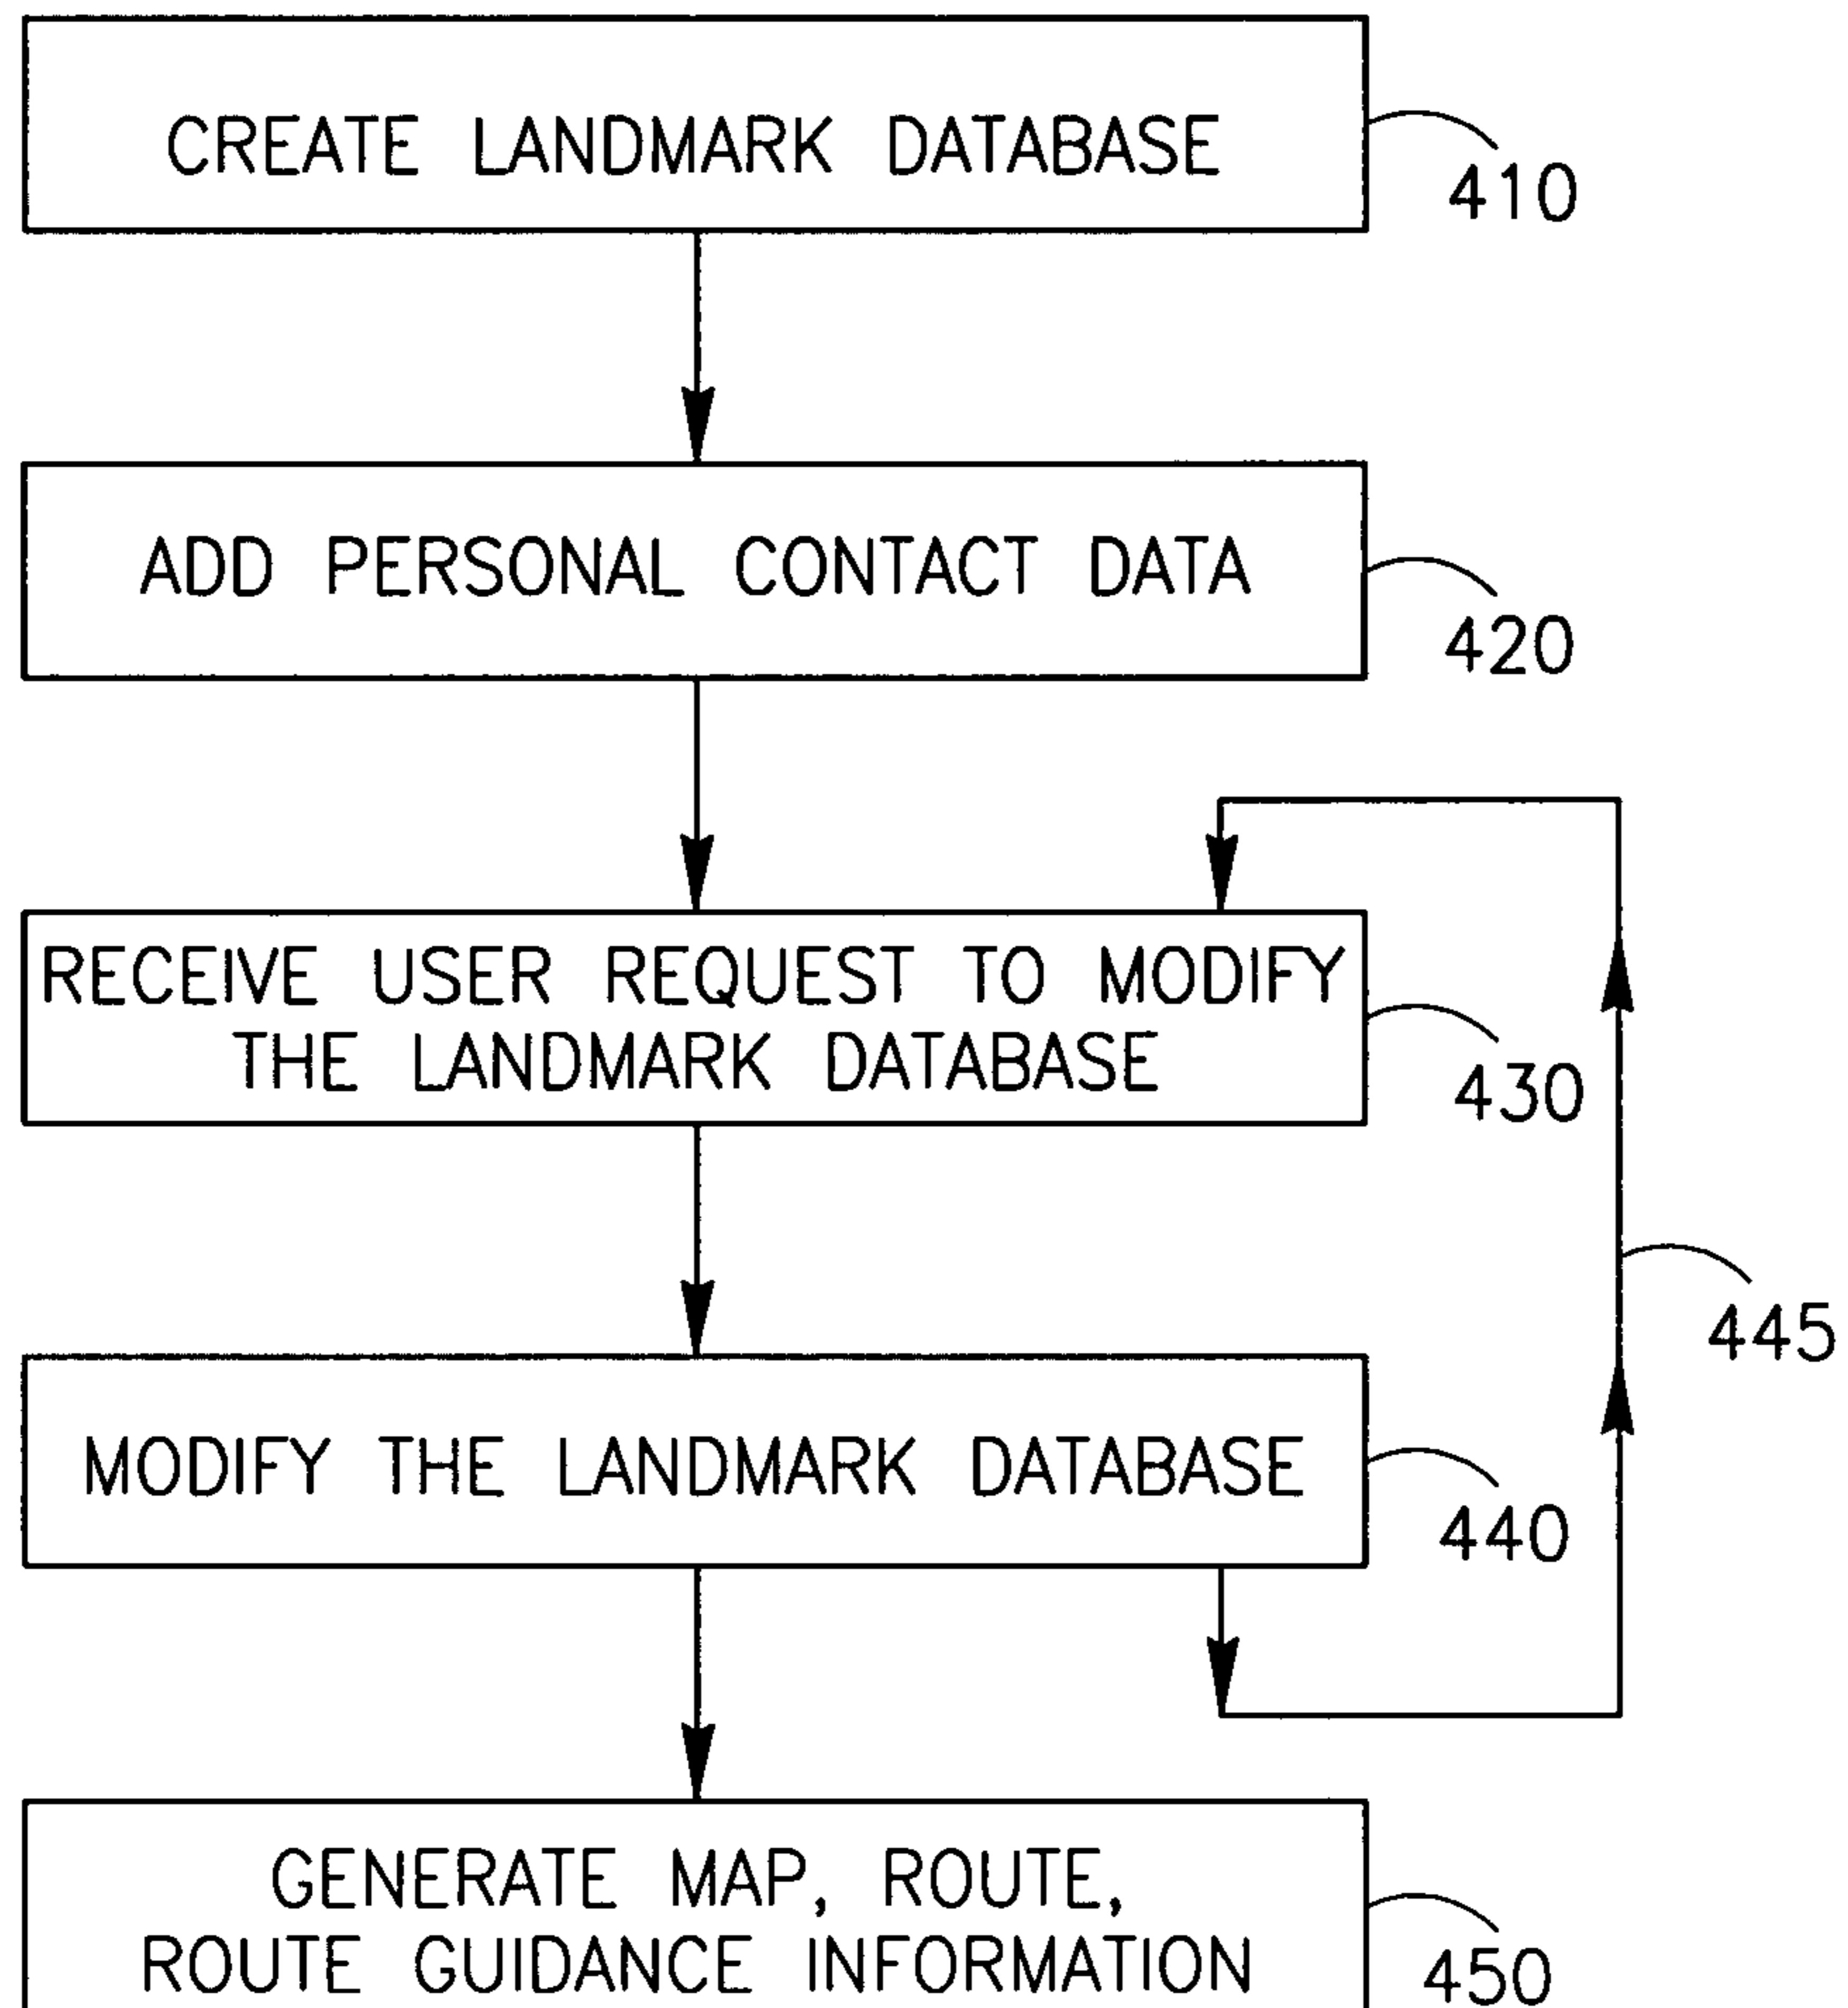 CREATE LANDMARK DATABASE
410
ADD PERSONAL CONTACT DATA
420
RECEIVE USER REQUEST TO MODIFY
THE LANDMARK DATABASE
430
445
MODIFY THE LANDMARK DATABASE
440
GENERATE MAP, ROUTE,
ROUTE GUIDANCE INFORMATION
450